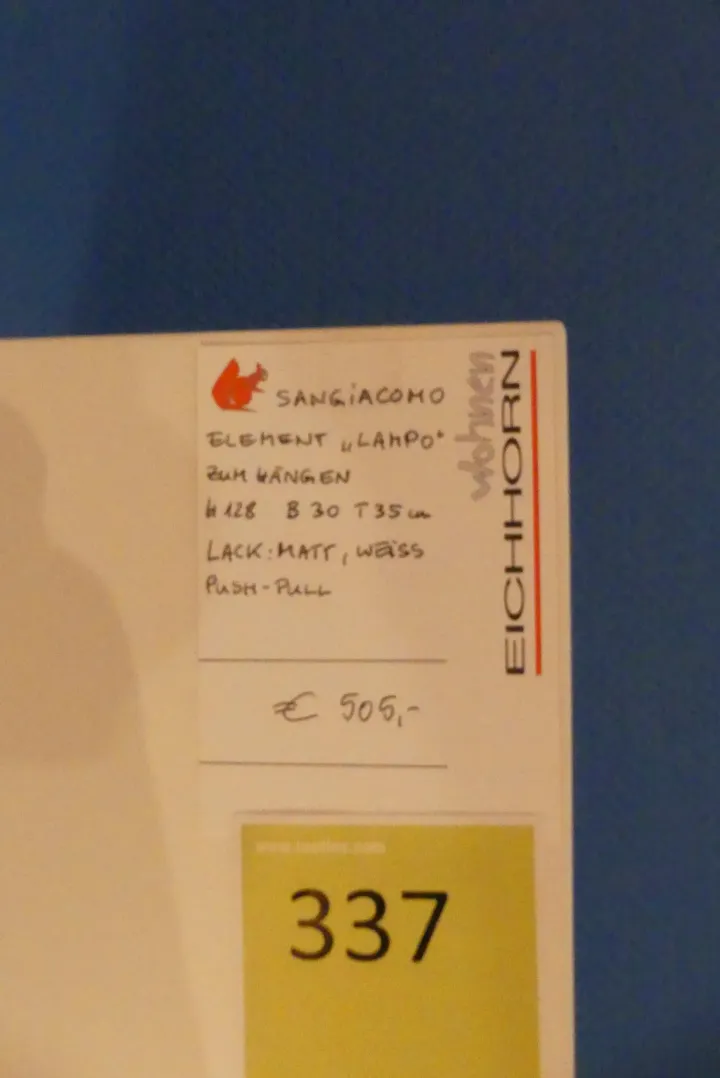 SANGIACOMO
ELEMENT „LAMPO“
ZUM HÄNGEN
H 128 B 30 T 35 cm
LACK: MATT, WEISS
PUSH-PULL
€ 505,-
wohnen
EICHHORN
337